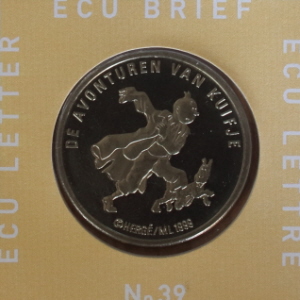 ECU BRIEF
ECU LETTER
ECU LETTRE
DE AVONTUREN VAN KUIFJE
©HERGÉ/ML 1999
No 39